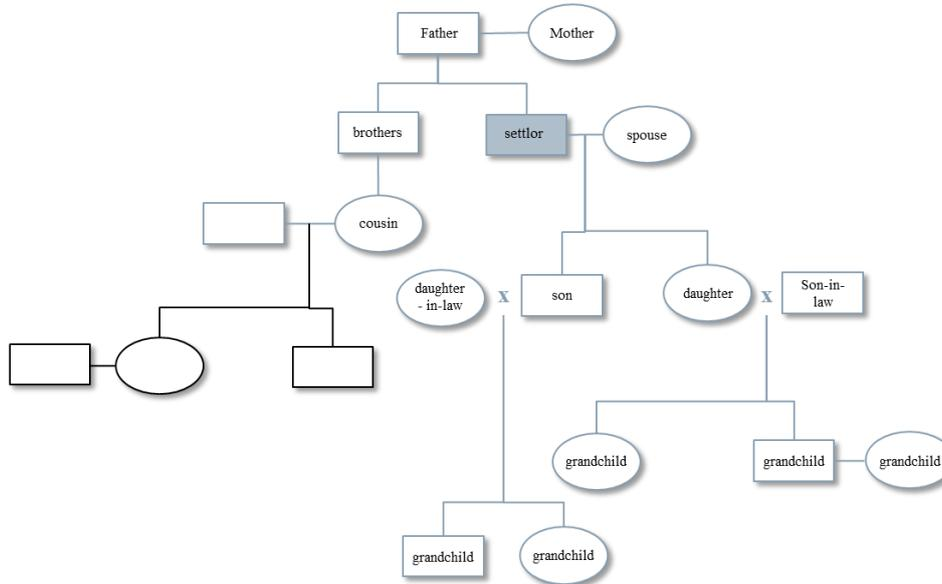 Father
Mother
brothers
settlor
spouse
cousin
daughter
- in-law
x
son
daughter
x
Son-in-
law
grandchild
grandchild
grandchild
grandchild
grandchild